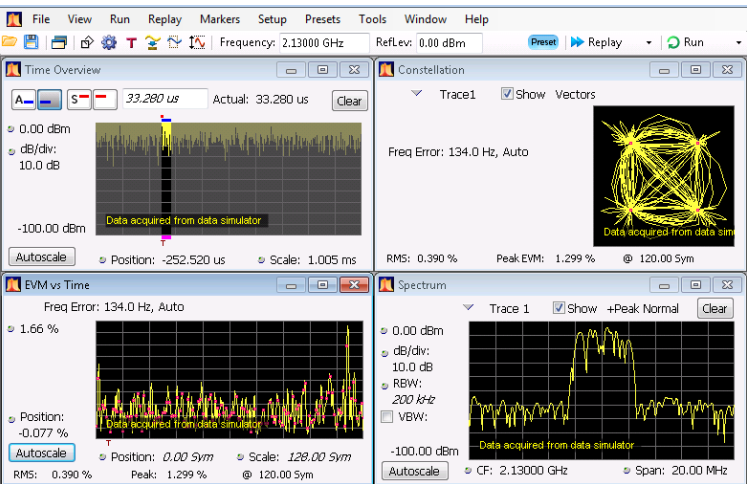 File View Run Replay Markers Setup Presets Tools Window Help
T Frequency: 2.13000 GHz RefLev: 0.00 dBm Preset Replay Run
Time Overview
A S 33.280 us Actual: 33.280 us Clear
0.00 dBm
dB/div:
10.0 dB
-100.00 dBm
Data acquired from data simulator
T
Autoscale Position: -252.520 us Scale: 1.005 ms
Constellation
Trace1 Show Vectors
Freq Error: 134.0 Hz, Auto
Data acquired from data sim
RMS: 0.390 % Peak EVM: 1.299 % @ 120.00 Sym
EVM vs Time
Freq Error: 134.0 Hz, Auto
1.66 %
Position:
-0.077 %
Data acquired from data simulator
T
Autoscale Position: 0.00 Sym Scale: 128.00 Sym
RMS: 0.390 % Peak: 1.299 % @ 120.00 Sym
Spectrum
Trace 1 Show +Peak Normal Clear
0.00 dBm
dB/div:
10.0 dB
RBW:
200 kHz
VBW:
-100.00 dBm
Data acquired from data simulator
Autoscale CF: 2.13000 GHz Span: 20.00 MHz